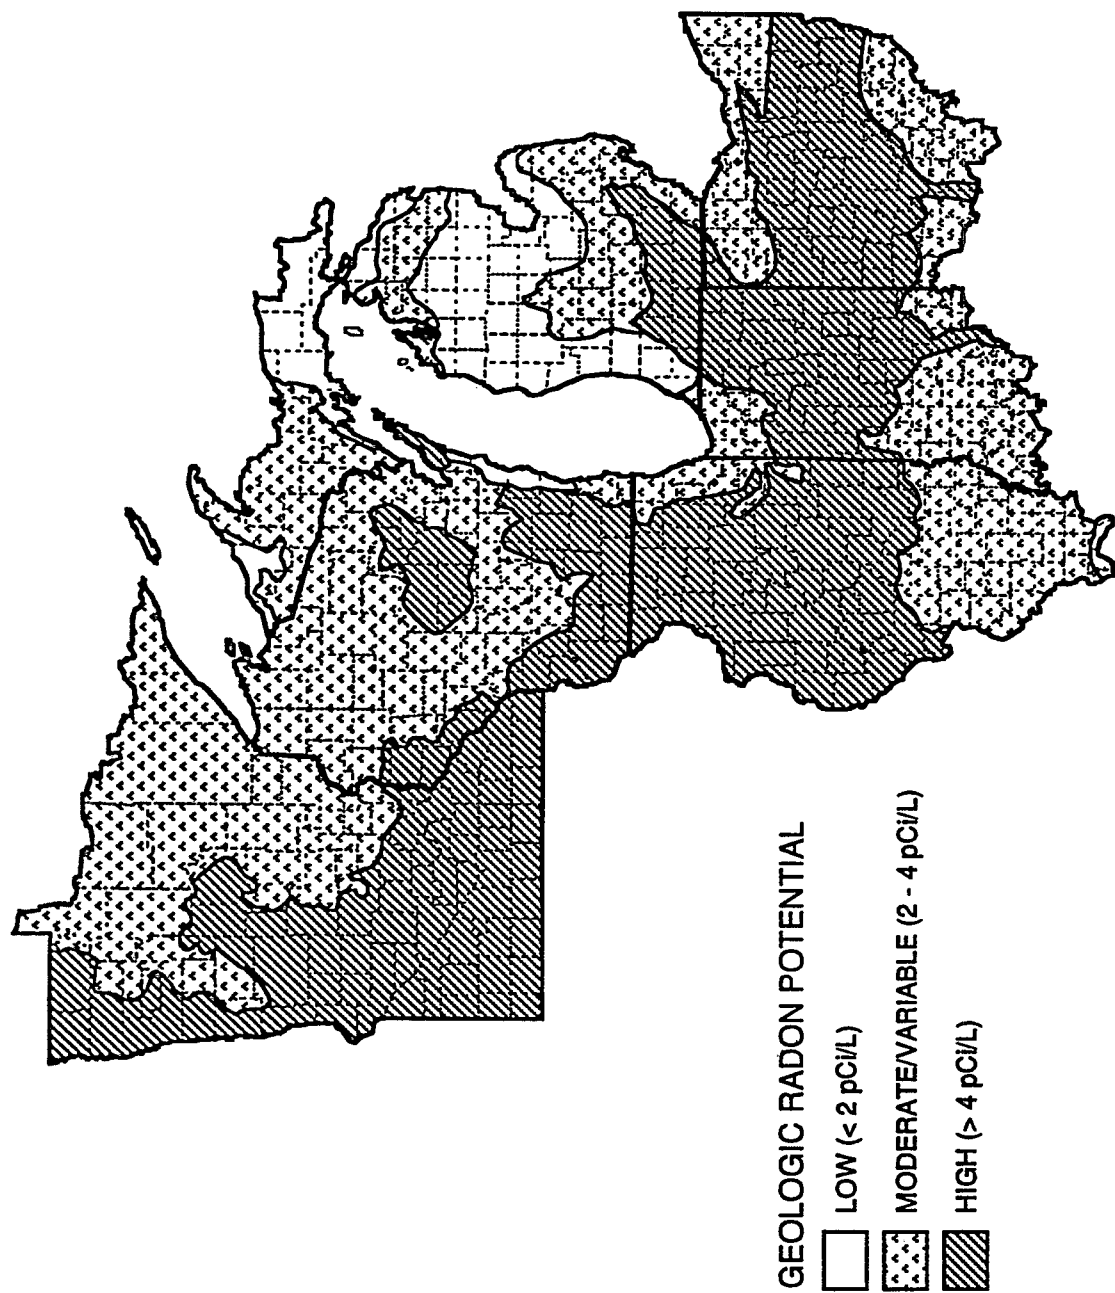 GEOLOGIC RADON POTENTIAL
LOW (< 2 pCi/L)
MODERATE/VARIABLE (2 - 4 pCi/L)
HIGH (> 4 pCi/L)